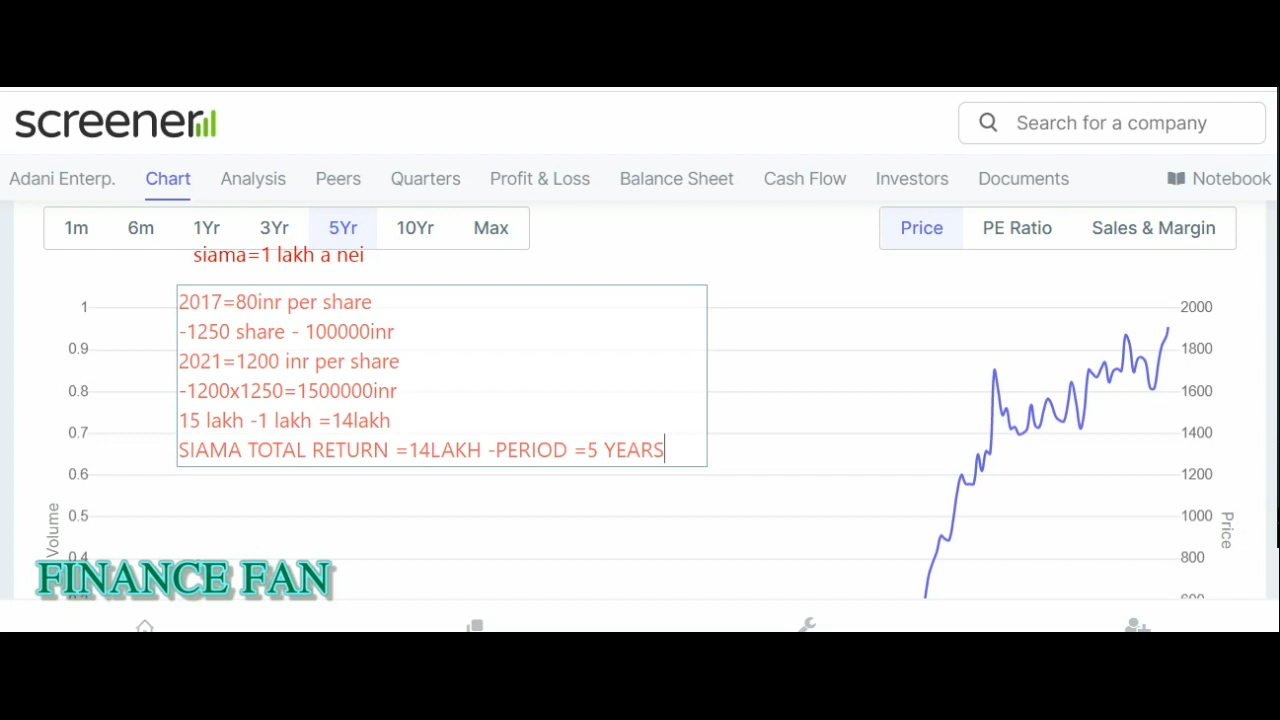 screener
Search for a company
Adani Enterp. Chart Analysis Peers Quarters Profit & Loss Balance Sheet Cash Flow Investors Documents Notebook
1m 6m 1Yr 3Yr 5Yr 10Yr Max
Price PE Ratio Sales & Margin
siama=1 lakh a nei
2017=80inr per share
-1250 share - 100000inr
2021=1200 inr per share
-1200x1250=1500000inr
15 lakh -1 lakh =14lakh
SIAMA TOTAL RETURN =14LAKH -PERIOD =5 YEARS
1
0.9
0.8
0.7
0.6
0.5
0.4
Volume
2000
1800
1600
1400
1200
1000
800
600
Price
FINANCE FAN